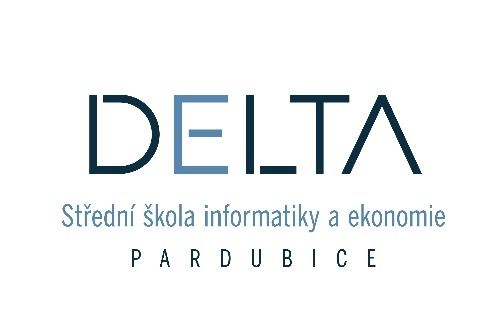 DELTA
Střední škola informatiky a ekonomie
PARDUBICE